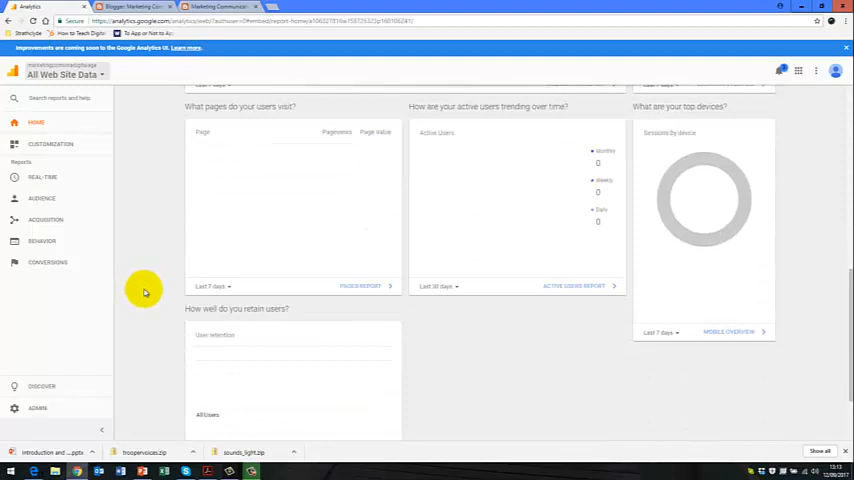 Analytics
Blogger: Marketing Com
Marketing Communicatio
Secure
https://analytics.google.com/analytics/web/?authuser=0#embed/report-home/a106327816w158726323p160106241/
Strathclyde
How to Teach Digital
To App or Not to Ap
Improvements are coming soon to the Google Analytics UI. Learn more.
All Web Site Data
Search reports and help
HOME
CUSTOMIZATION
Reports
REAL-TIME
AUDIENCE
ACQUISITION
BEHAVIOR
CONVERSIONS
DISCOVER
ADMIN
What pages do your users visit?
Page
Pageviews
Page Value
Last 7 days
PAGES REPORT
How are your active users trending over time?
Active Users
Monthly
0
Weekly
0
Daily
0
Last 30 days
ACTIVE USERS REPORT
What are your top devices?
Sessions by device
Last 7 days
MOBILE OVERVIEW
How well do you retain users?
User retention
All Users
introduction and ....pptx
troopervoices.zip
sounds_light.zip
Show all
13:13
12/09/2017